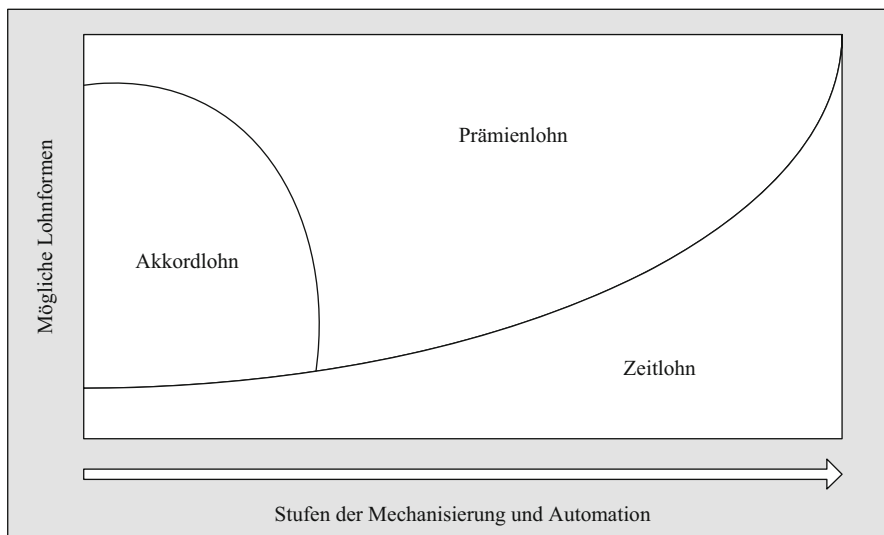 Mögliche Lohnformen
Prämienlohn
Akkordlohn
Zeitlohn
Stufen der Mechanisierung und Automation